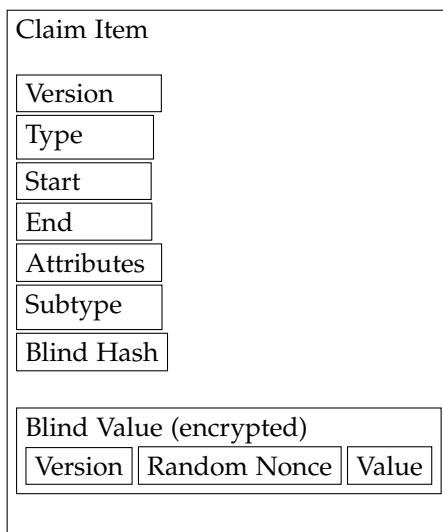 Claim Item
Version
Type
Start
End
Attributes
Subtype
Blind Hash
Blind Value (encrypted)
Version Random Nonce Value